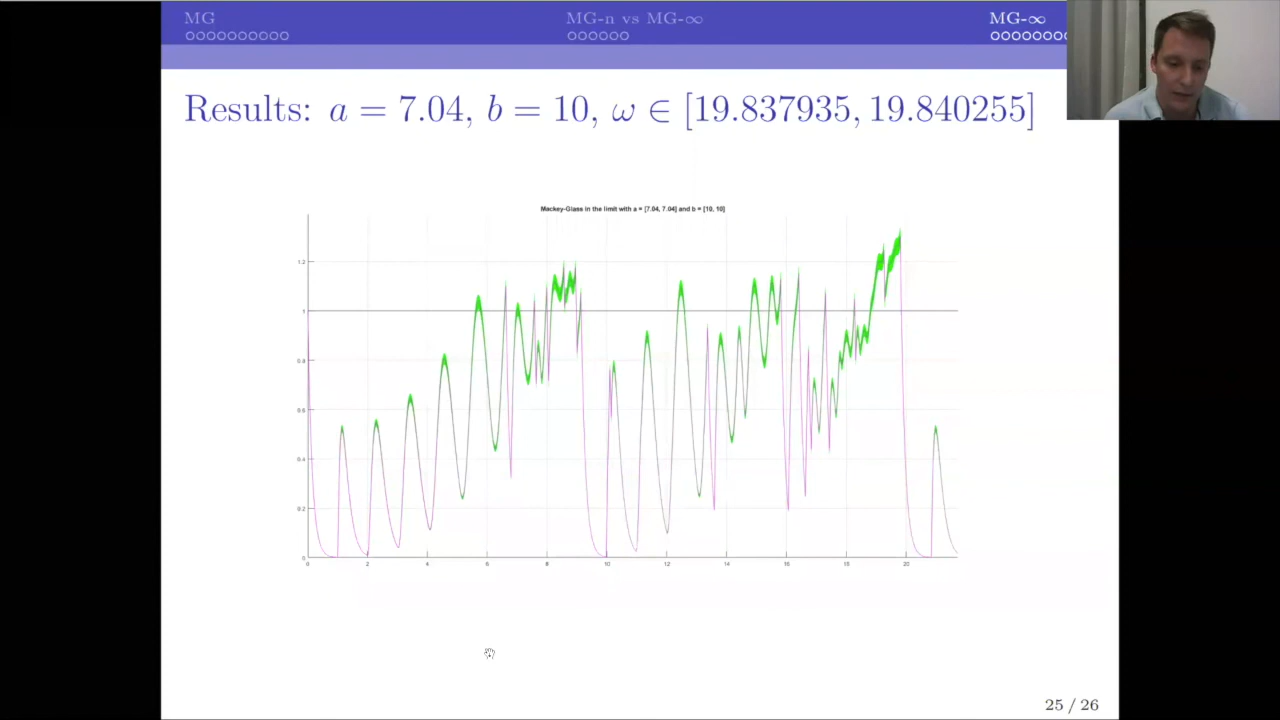 MG
MG-n vs MG-∞
MG-∞
Results: a = 7.04, b = 10, ω ∈ [19.837935, 19.840255]
Mackey-Glass in the limit with a = [7.04, 7.04] and b = [10, 10]
1.2
1
0.8
0.6
0.4
0.2
0
0 2 4 6 8 10 12 14 16 18 20
25 / 26